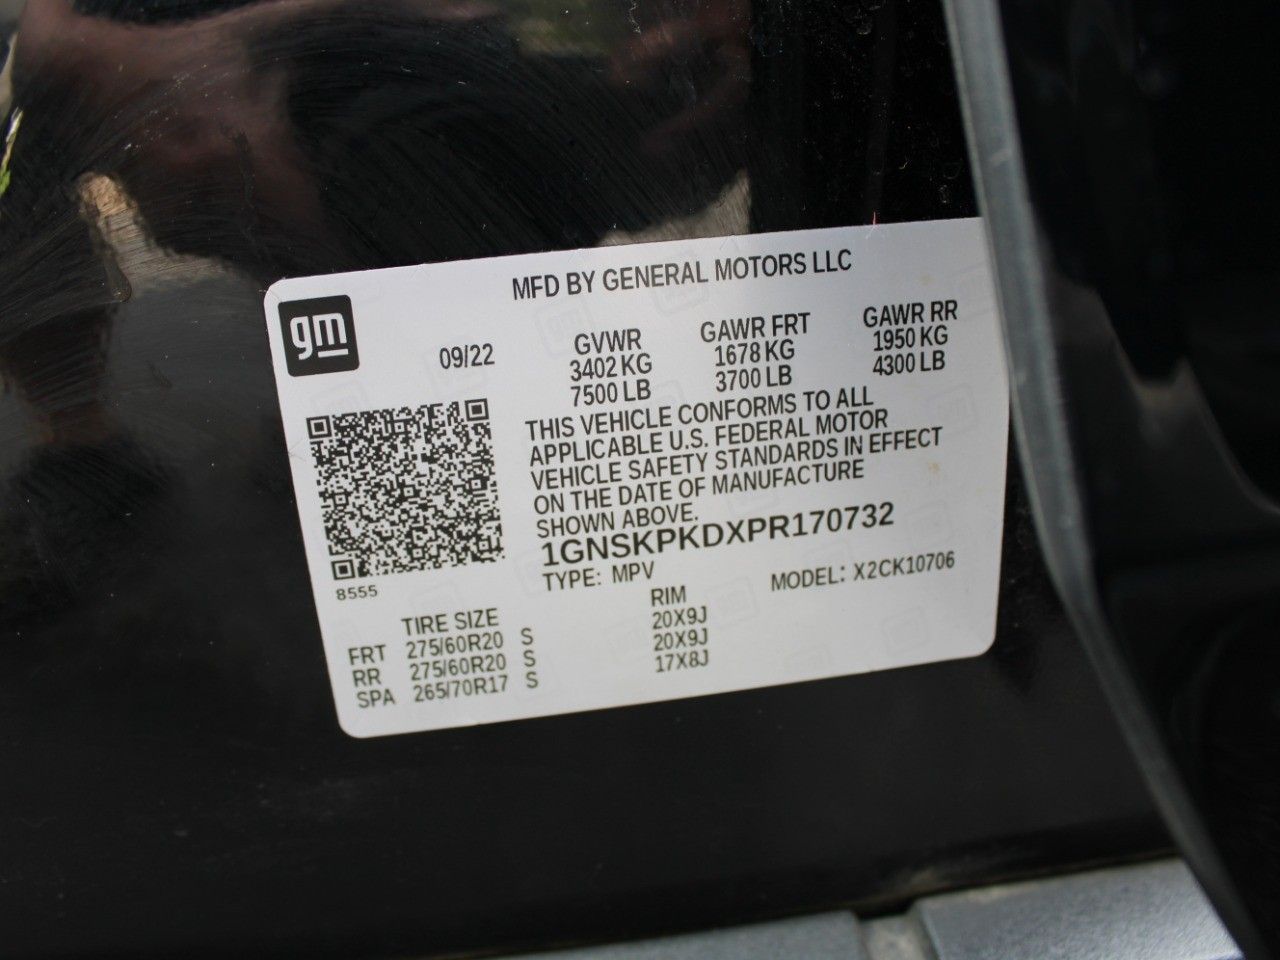 MFD BY GENERAL MOTORS LLC
gm
09/22
GVWR
3402 KG
7500 LB
GAWR FRT
1678 KG
3700 LB
GAWR RR
1950 KG
4300 LB
THIS VEHICLE CONFORMS TO ALL
APPLICABLE U.S. FEDERAL MOTOR
VEHICLE SAFETY STANDARDS IN EFFECT
ON THE DATE OF MANUFACTURE
SHOWN ABOVE.
1GNSKPKDXPR170732
TYPE: MPV MODEL: X2CK10706
8555
TIRE SIZE RIM
FRT 275/60R20 S 20X9J
RR 275/60R20 S 20X9J
SPA 265/70R17 S 17X8J